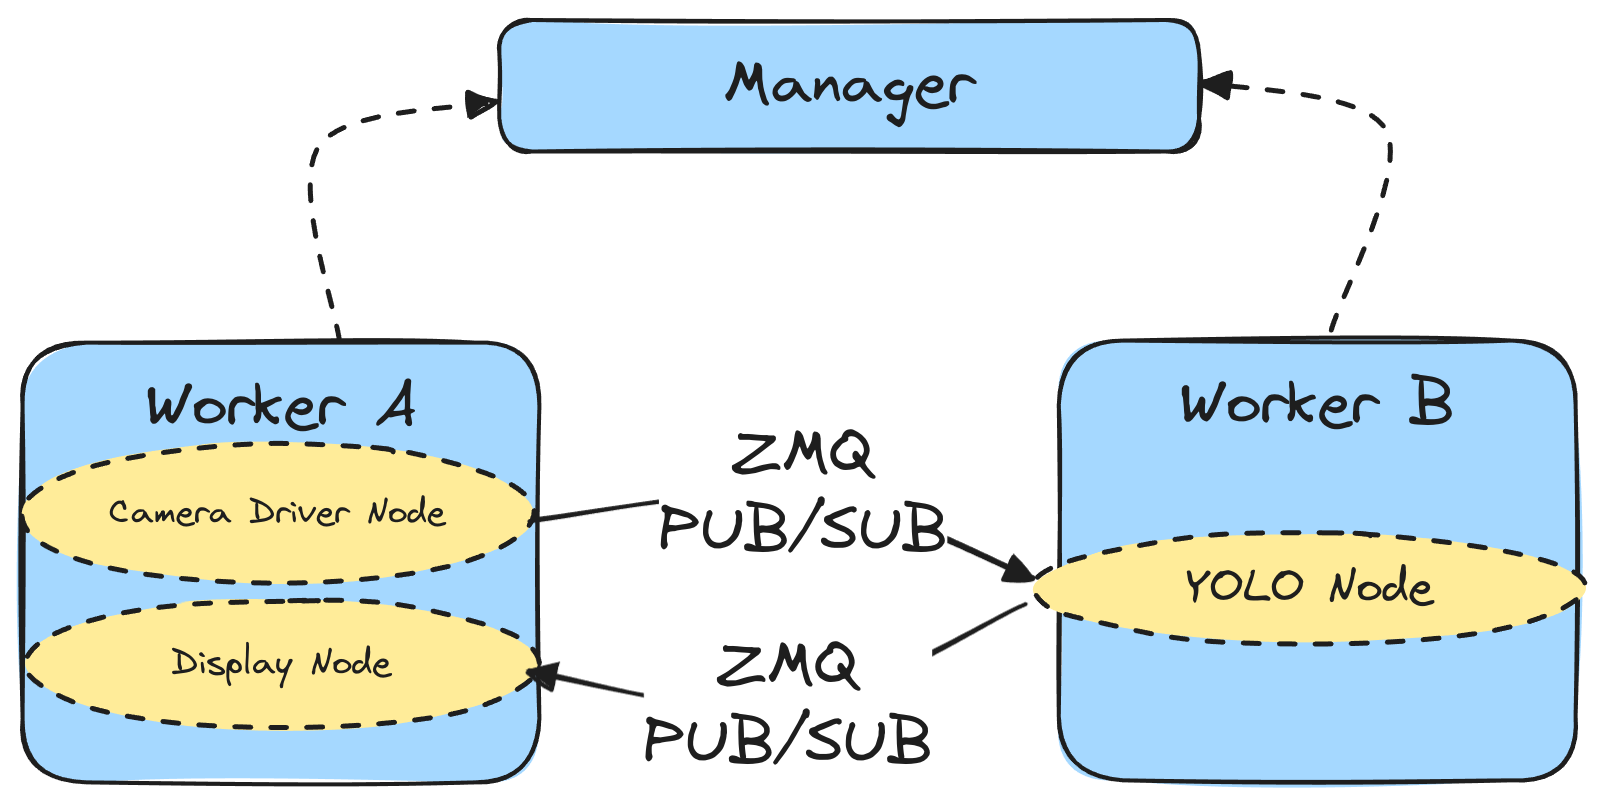 Manager
Worker A
Camera Driver Node
Display Node
ZMQ
PUB/SUB
ZMQ
PUB/SUB
Worker B
YOLO Node